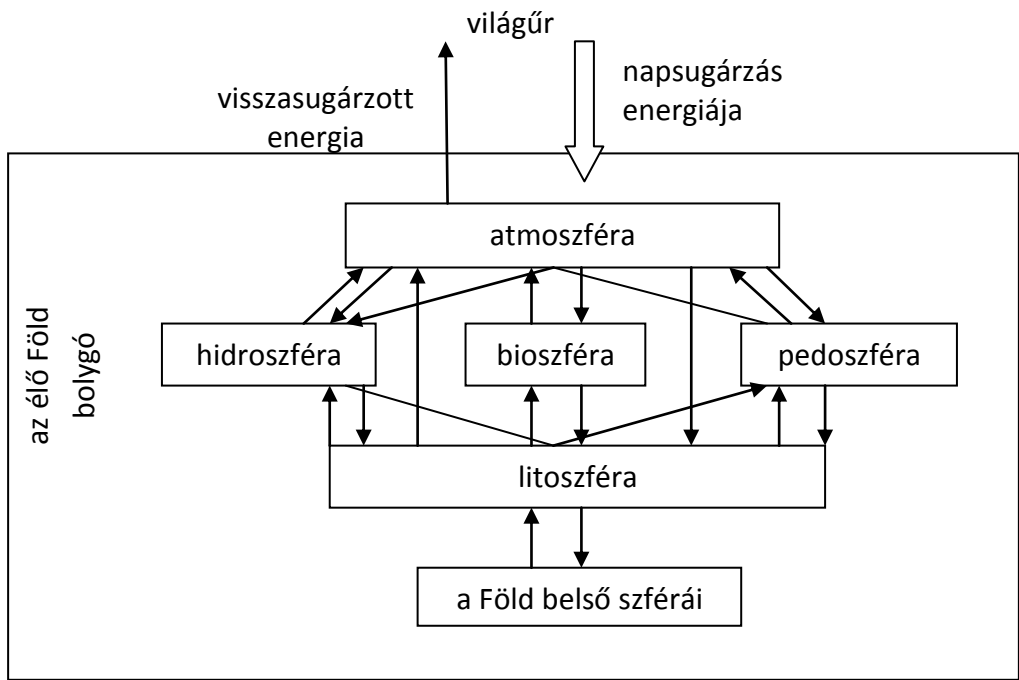 világűr
visszasugárzott
energia
napsugárzás
energiája
az élő Föld
bolygó
atmoszféra
hidroszféra
bioszféra
pedoszféra
litoszféra
a Föld belső szférái